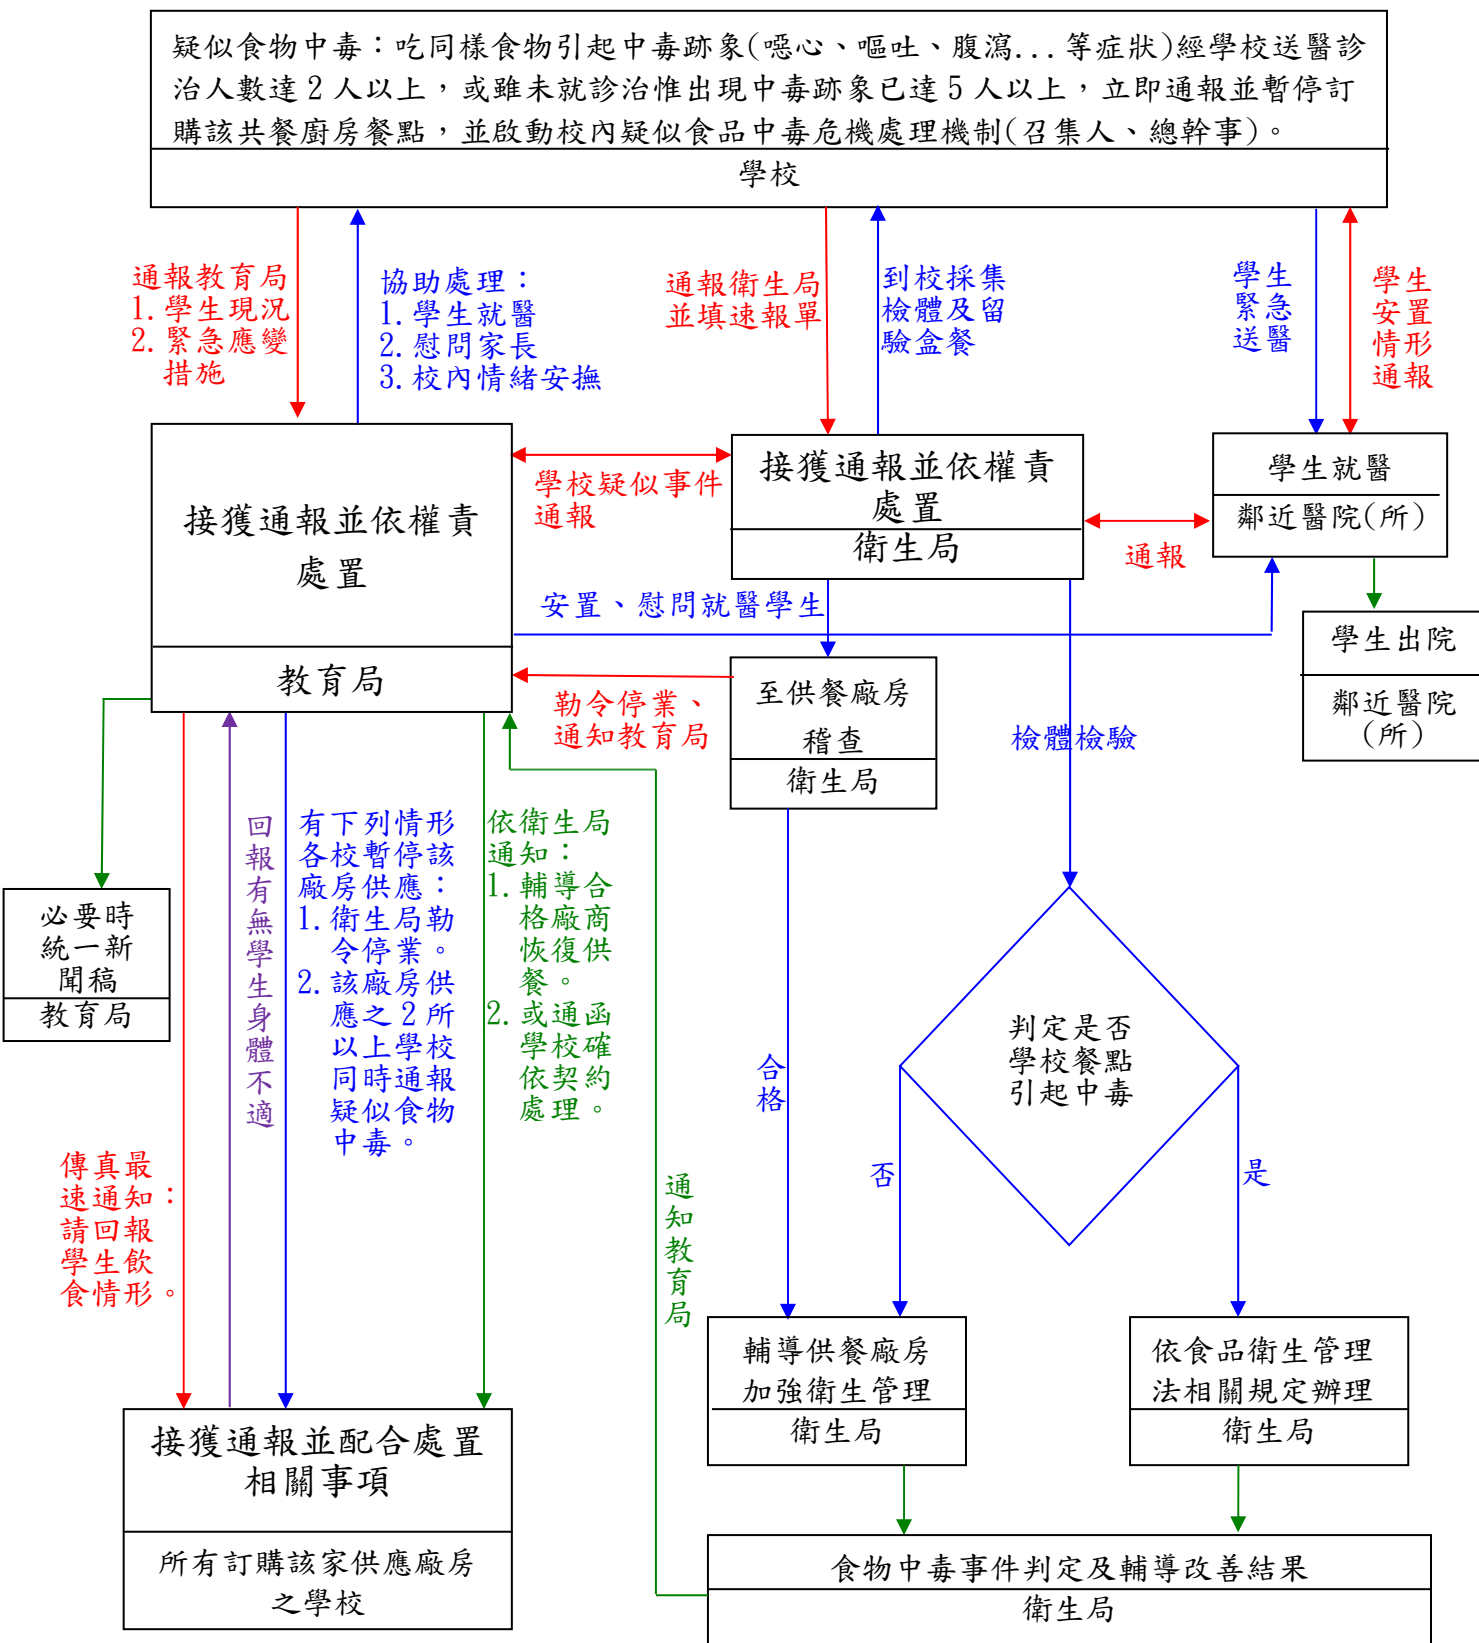 疑似食物中毒：吃同樣食物引起中毒跡象(噁心、嘔吐、腹瀉...等症狀)經學校送醫診
治人數達2人以上，或雖未就診治惟出現中毒跡象已達5人以上，立即通報並暫停訂
購該共餐廚房餐點，並啟動校內疑似食品中毒危機處理機制(召集人、總幹事)。
學校
通報教育局
1.學生現況
2.緊急應變
措施
協助處理：
1.學生就醫
2.慰問家長
3.校內情緒安撫
通報衛生局
並填速報單
到校採集
檢體及留
驗盒餐
學生
緊急
送醫
學生
安置
情形
通報
接獲通報並依權責
處置
教育局
學校疑似事件
通報
接獲通報並依權責
處置
衛生局
通報
學生就醫
鄰近醫院(所)
安置、慰問就醫學生
學生出院
鄰近醫院
(所)
勒令停業、
通知教育局
至供餐廠房
稽查
衛生局
檢體檢驗
必要時
統一新
聞稿
教育局
回報有無學生身體不適
有下列情形
各校暫停該
廠房供應：
1.衛生局勒
令停業。
2.該廠房供
應之2所
以上學校
同時通報
疑似食物
中毒。
依衛生局
通知：
1.輔導合
格廠商
恢復供
餐。
2.或通函
學校確
依契約
處理。
傳真最
速通知：
請回報
學生飲
食情形。
通知教育局
合格
判定是否
學校餐點
引起中毒
否
是
輔導供餐廠房
加強衛生管理
衛生局
依食品衛生管理
法相關規定辦理
衛生局
接獲通報並配合處置
相關事項
所有訂購該家供應廠房
之學校
食物中毒事件判定及輔導改善結果
衛生局